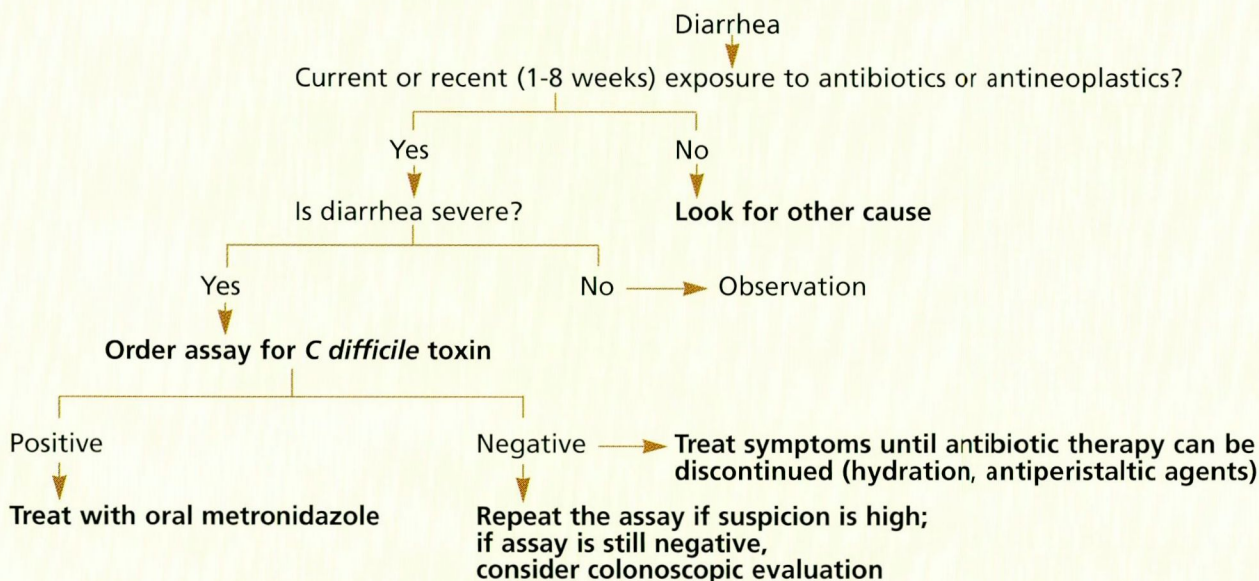 Diarrhea
Current or recent (1-8 weeks) exposure to antibiotics or antineoplastics?
Yes
No
Is diarrhea severe?
Look for other cause
Yes
No
Observation
Order assay for C difficile toxin
Positive
Negative
Treat symptoms until antibiotic therapy can be
discontinued (hydration, antiperistaltic agents)
Treat with oral metronidazole
Repeat the assay if suspicion is high;
if assay is still negative,
consider colonoscopic evaluation